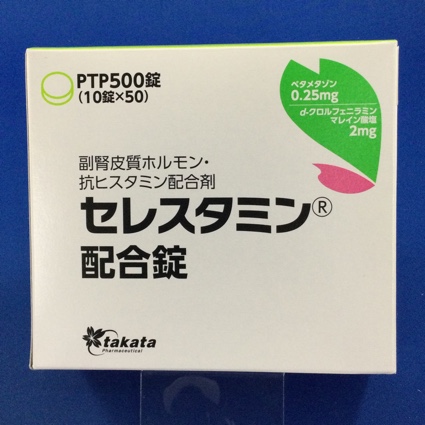 PTP500錠
(10錠×50)
ベタメタゾン
0.25mg
d-クロルフェニラミン
マレイン酸塩
2mg
副腎皮質ホルモン・
抗ヒスタミン配合剤
セレスタミン®
配合錠
takata
Pharmaceutical